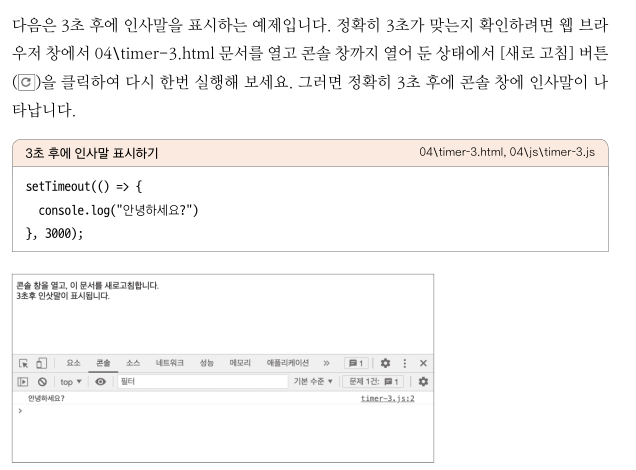 다음은 3초 후에 인사말을 표시하는 예제입니다. 정확히 3초가 맞는지 확인하려면 웹 브라
우저 창에서 04\timer-3.html 문서를 열고 콘솔 창까지 열어 둔 상태에서 [새로 고침] 버튼
( )을 클릭하여 다시 한번 실행해 보세요. 그러면 정확히 3초 후에 콘솔 창에 인사말이 나
타납니다.
3초 후에 인사말 표시하기 04\timer-3.html, 04\js\timer-3.js
setTimeout(() => {
console.log("안녕하세요?")
}, 3000);
콘솔 창을 열고, 이 문서를 새로고침합니다.
3초후 인삿말이 표시됩니다.
요소 콘솔 소스 네트워크 성능 메모리 애플리케이션 » 1
top ▼ 필터 기본 수준 ▼ 문제 1건: 1
안녕하세요? timer-3.js:2
>